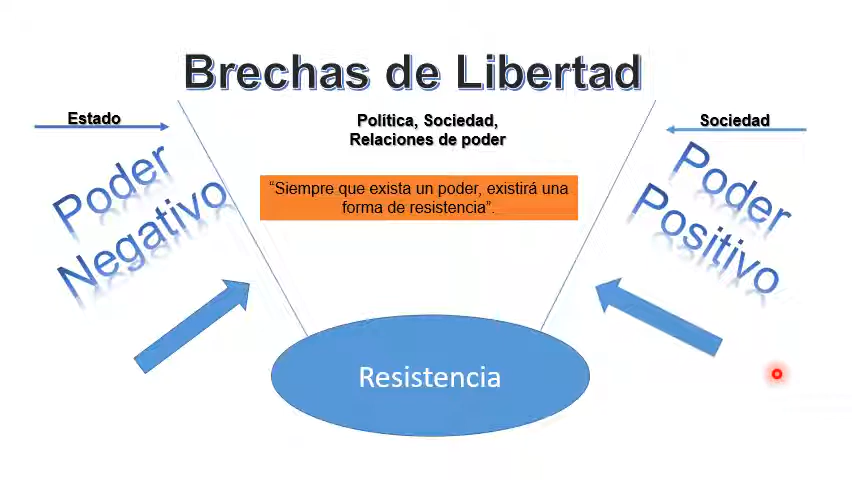 Brechas de Libertad
Estado
Política, Sociedad,
Relaciones de poder
Sociedad
Poder
Negativo
“Siempre que exista un poder, existirá una
forma de resistencia”.
Poder
Positivo
Resistencia